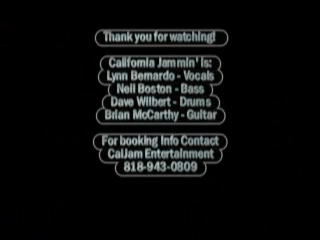 Thank you for watching!
California Jammin' is:
Lynn Bernardo - Vocals
Neil Boston - Bass
Dave Wilbert - Drums
Brian McCarthy - Guitar
For booking Info Contact
CalJam Entertainment
818-943-0809